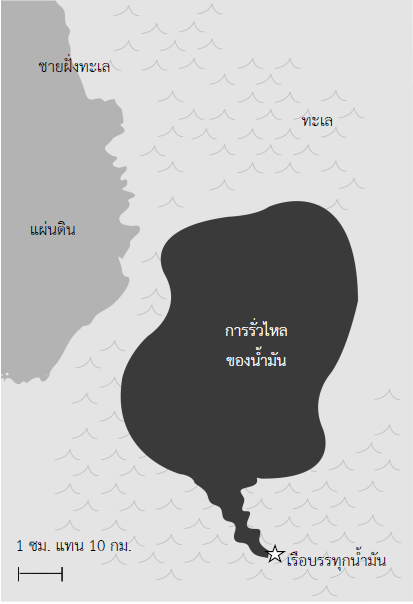 ชายฝั่งทะเล
ทะเล
แผ่นดิน
การรั่วไหล
ของน้ำมัน
1 ซม. แทน 10 กม.
เรือบรรทุกน้ำมัน